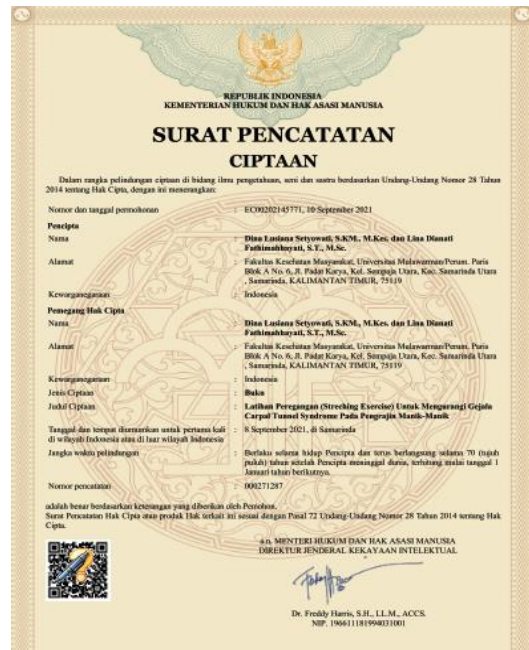 REPUBLIK INDONESIA
KEMENTERIAN HUKUM DAN HAK ASASI MANUSIA
SURAT PENCATATAN
CIPTAAN
Dalam rangka pelindungan ciptaan di bidang ilmu pengetahuan, seni dan sastra berdasarkan Undang-Undang Nomor 28 Tahun
2014 tentang Hak Cipta, dengan ini menerangkan:
Nomor dan tanggal permohonan : EC00202145771, 10 September 2021
Pencipta
Nama : Dina Lusiana Setyowati, S.KM., M.Kes. dan Lina Dianati
Fathimahhayati, S.T., M.Sc.
Alamat : Fakultas Kesehatan Masyarakat, Universitas Mulawarman/Perum. Paris
Blok A No. 6, Jl. Padat Karya, Kel. Sempaja Utara, Kec. Samarinda Utara
, Samarinda, KALIMANTAN TIMUR, 75119
Kewarganegaraan : Indonesia
Pemegang Hak Cipta
Nama : Dina Lusiana Setyowati, S.KM., M.Kes. dan Lina Dianati
Fathimahhayati, S.T., M.Sc.
Alamat : Fakultas Kesehatan Masyarakat, Universitas Mulawarman/Perum. Paris
Blok A No. 6, Jl. Padat Karya, Kel. Sempaja Utara, Kec. Samarinda Utara
, Samarinda, KALIMANTAN TIMUR, 75119
Kewarganegaraan : Indonesia
Jenis Ciptaan : Buku
Judul Ciptaan : Latihan Peregangan (Streching Exercise) Untuk Mengurangi Gejala
Carpal Tunnel Syndrome Pada Pengrajin Manik-Manik
Tanggal dan tempat diumumkan untuk pertama kali : 8 September 2021, di Samarinda
di wilayah Indonesia atau di luar wilayah Indonesia
Jangka waktu pelindungan : Berlaku selama hidup Pencipta dan terus berlangsung selama 70 (tujuh
puluh) tahun setelah Pencipta meninggal dunia, terhitung mulai tanggal 1
Januari tahun berikutnya.
Nomor pencatatan : 000271287
adalah benar berdasarkan keterangan yang diberikan oleh Pemohon.
Surat Pencatatan Hak Cipta atau produk Hak terkait ini sesuai dengan Pasal 72 Undang-Undang Nomor 28 Tahun 2014 tentang Hak
Cipta.
a.n. MENTERI HUKUM DAN HAK ASASI MANUSIA
DIREKTUR JENDERAL KEKAYAAN INTELEKTUAL
Dr. Freddy Harris, S.H., LL.M., ACCS.
NIP. 196611181994031001